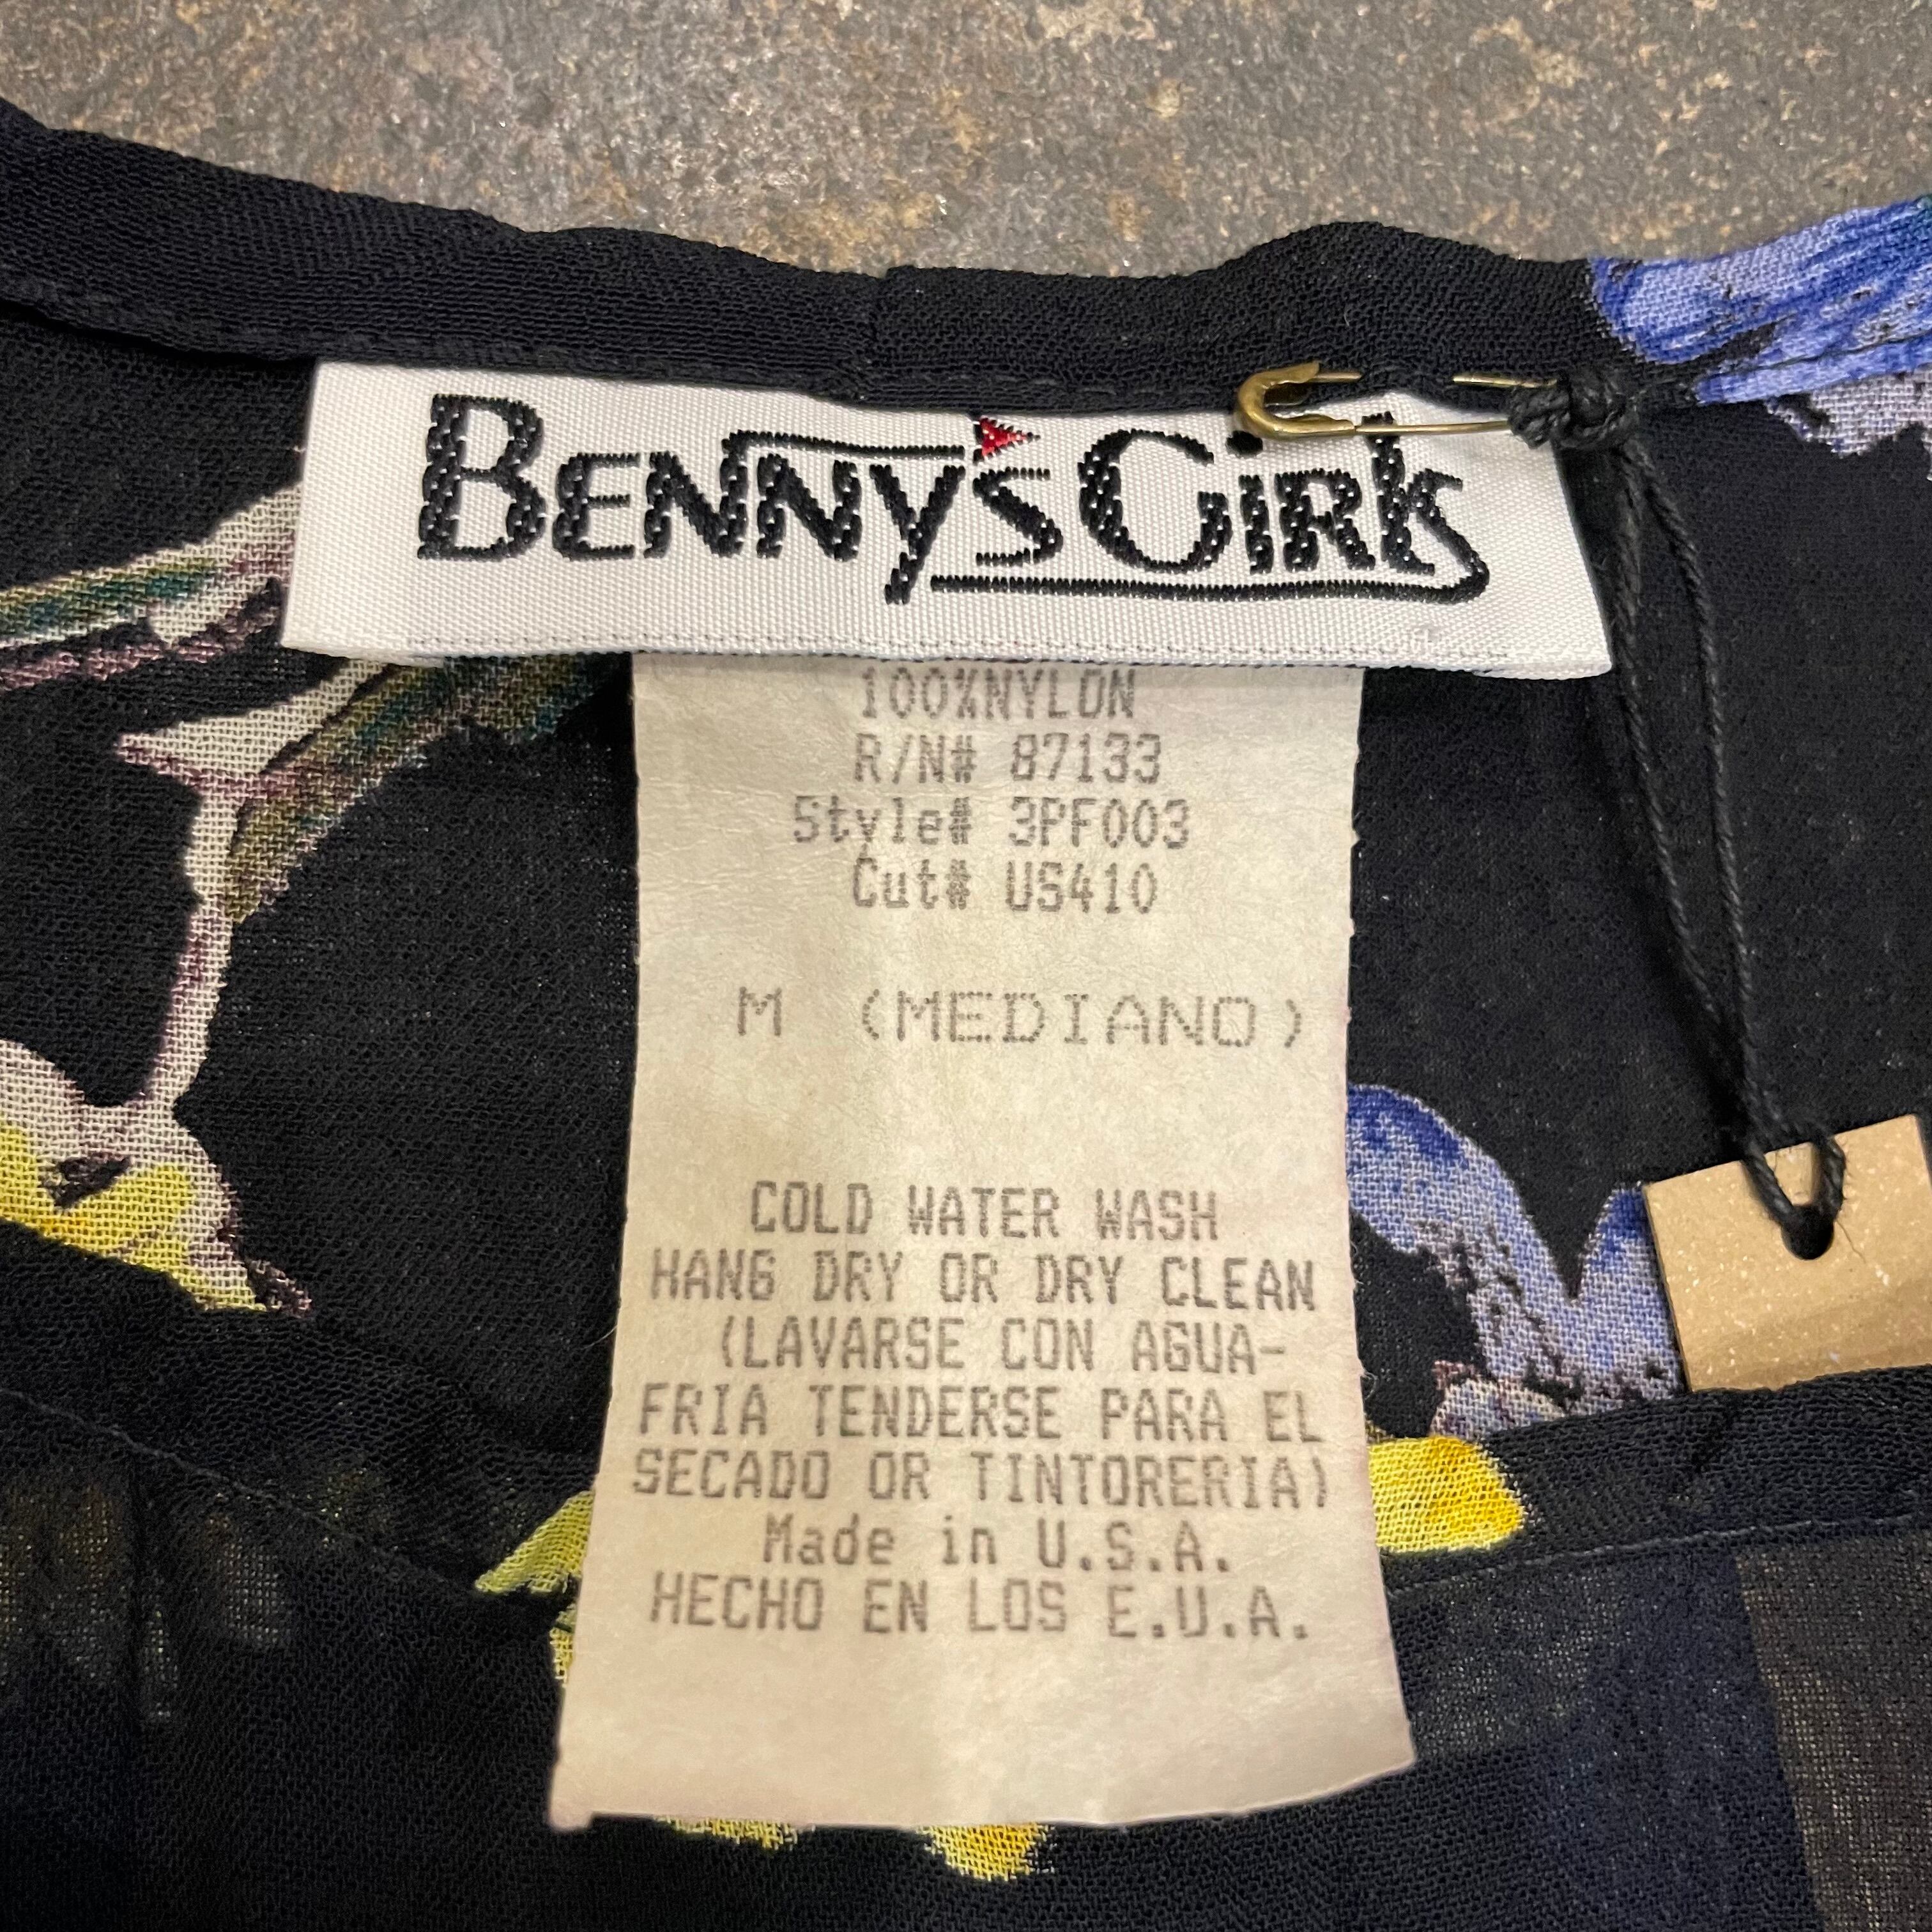 BENNY'S GIRLS
100%NYLON
R/N# 87133
Style# 3PF003
Cut# US410
M (MEDIANO)
COLD WATER WASH
HANG DRY OR DRY CLEAN
(LAVARSE CON AGUA-
FRIA TENDERSE PARA EL
SECADO OR TINTORERIA)
Made in U.S.A.
HECHO EN LOS E.U.A.